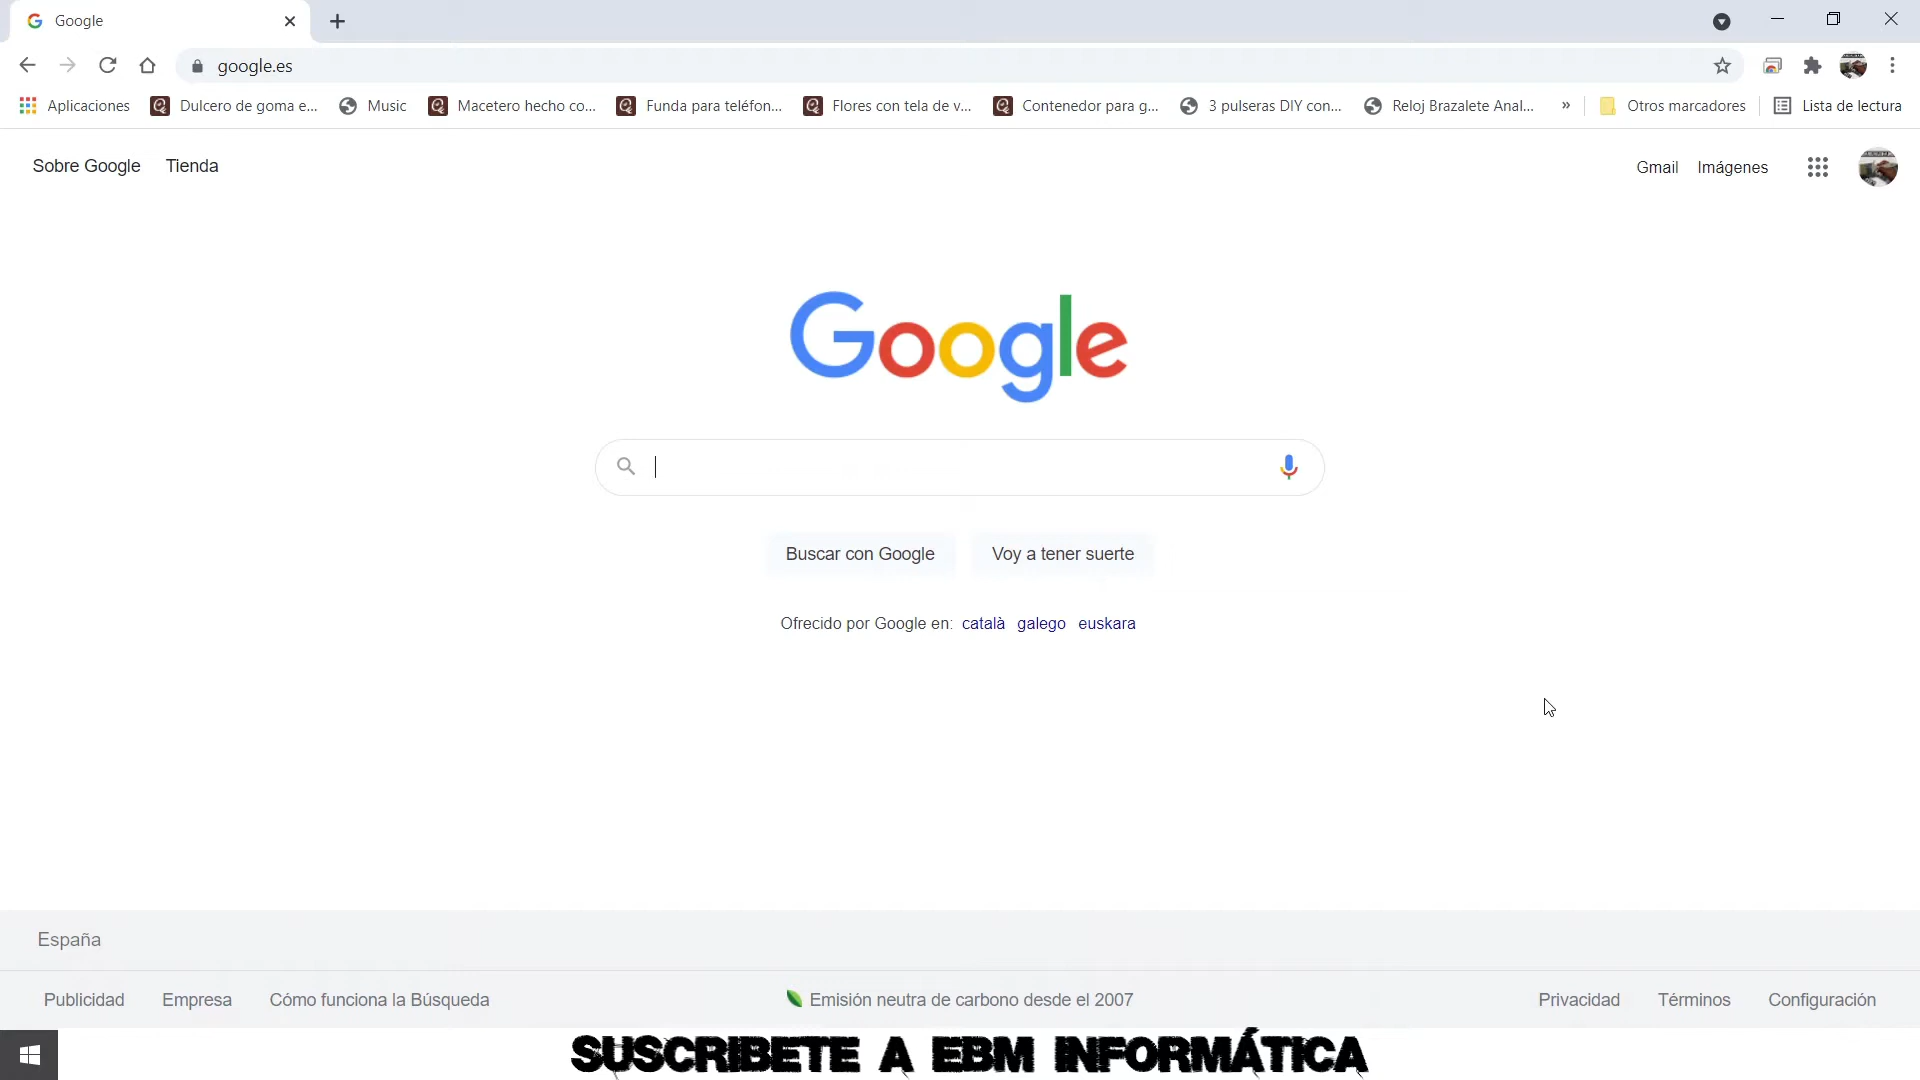 Google
google.es
Aplicaciones Dulcero de goma e... Music Macetero hecho co... Funda para teléfon... Flores con tela de v... Contenedor para g... 3 pulseras DIY con... Reloj Brazalete Anal... » Otros marcadores Lista de lectura
Sobre Google Tienda Gmail Imágenes
Google
Buscar con Google Voy a tener suerte
Ofrecido por Google en: català galego euskara
España
Publicidad Empresa Cómo funciona la Búsqueda Emisión neutra de carbono desde el 2007 Privacidad Términos Configuración
SUSCRIBETE A EBM INFORMÁTICA